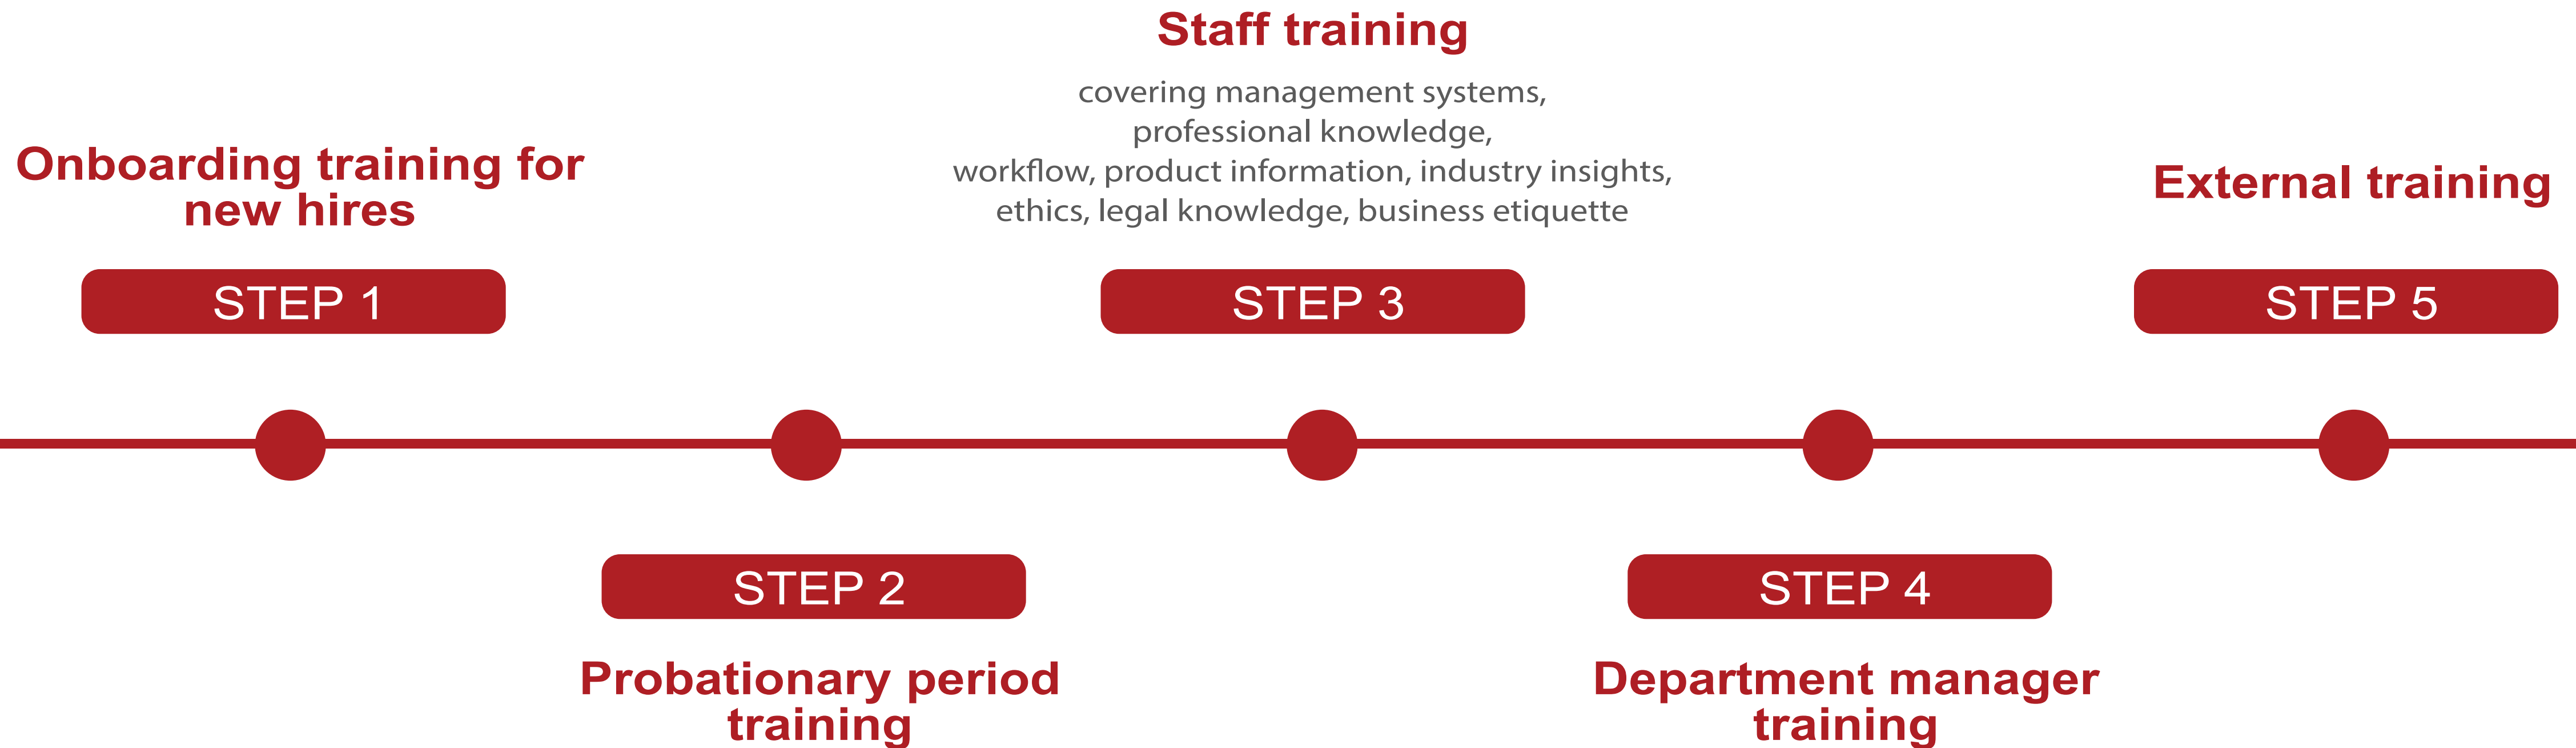 Onboarding training for
new hires
STEP 1
STEP 2
Probationary period
training
Staff training
covering management systems,
professional knowledge,
workflow, product information, industry insights,
ethics, legal knowledge, business etiquette
STEP 3
STEP 4
Department manager
training
External training
STEP 5